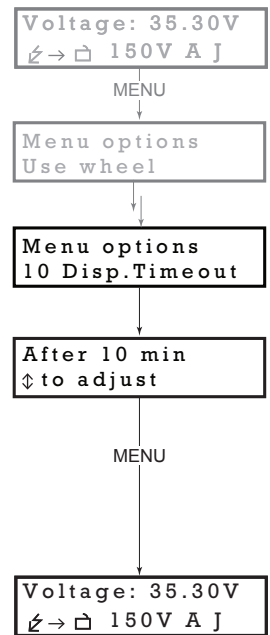 Voltage: 35.30V
→ 150V A J
MENU
Menu options
Use wheel
Menu options
10 Disp.Timeout
After 10 min
⇕ to adjust
MENU
Voltage: 35.30V
→ 150V A J